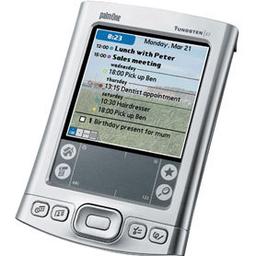 palmOne
TUNGSTEN
8:23 Monday, Mar 21
12:00 Lunch with Peter
Sales meeting
wednesday
18:00 Pick up Ben
thursday
13:15 Dentist appointment
saturday
10:30 Hairdresser
18:00 Pick up Ben
1 Birthday present for mum